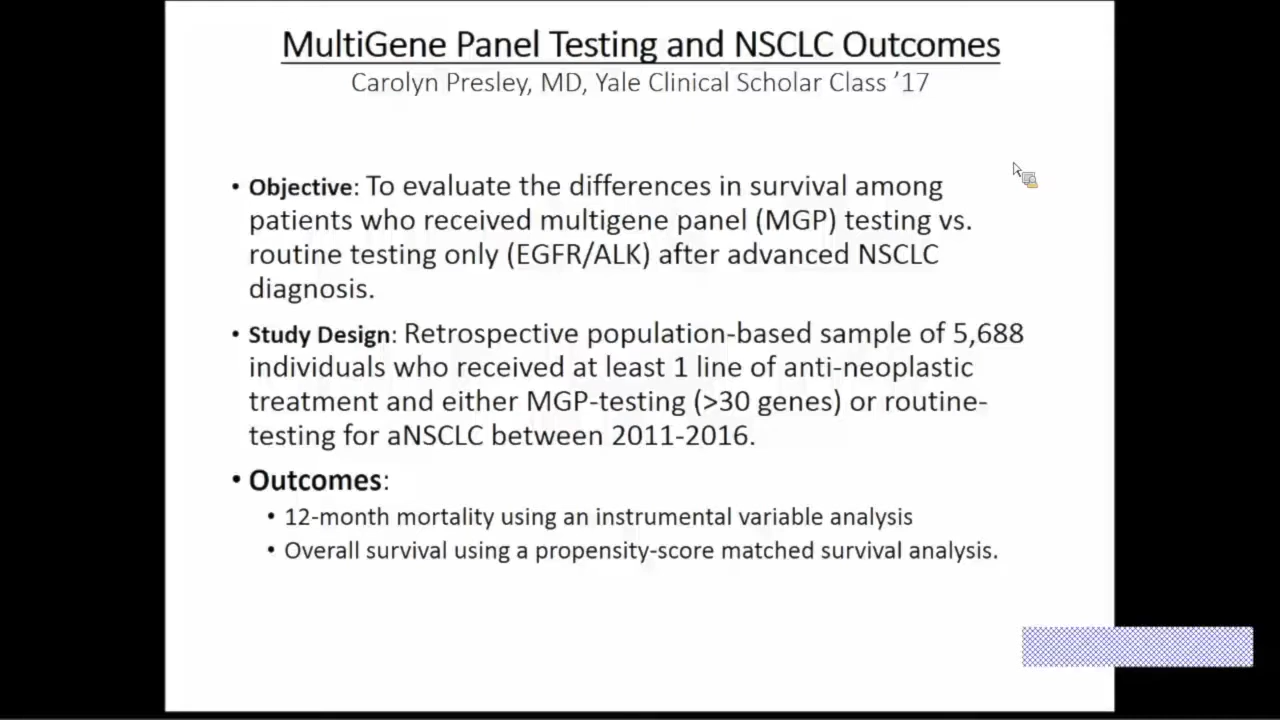 MultiGene Panel Testing and NSCLC Outcomes
Carolyn Presley, MD, Yale Clinical Scholar Class ’17
• Objective: To evaluate the differences in survival among
patients who received multigene panel (MGP) testing vs.
routine testing only (EGFR/ALK) after advanced NSCLC
diagnosis.
• Study Design: Retrospective population-based sample of 5,688
individuals who received at least 1 line of anti-neoplastic
treatment and either MGP-testing (>30 genes) or routine-
testing for aNSCLC between 2011-2016.
• Outcomes:
• 12-month mortality using an instrumental variable analysis
• Overall survival using a propensity-score matched survival analysis.